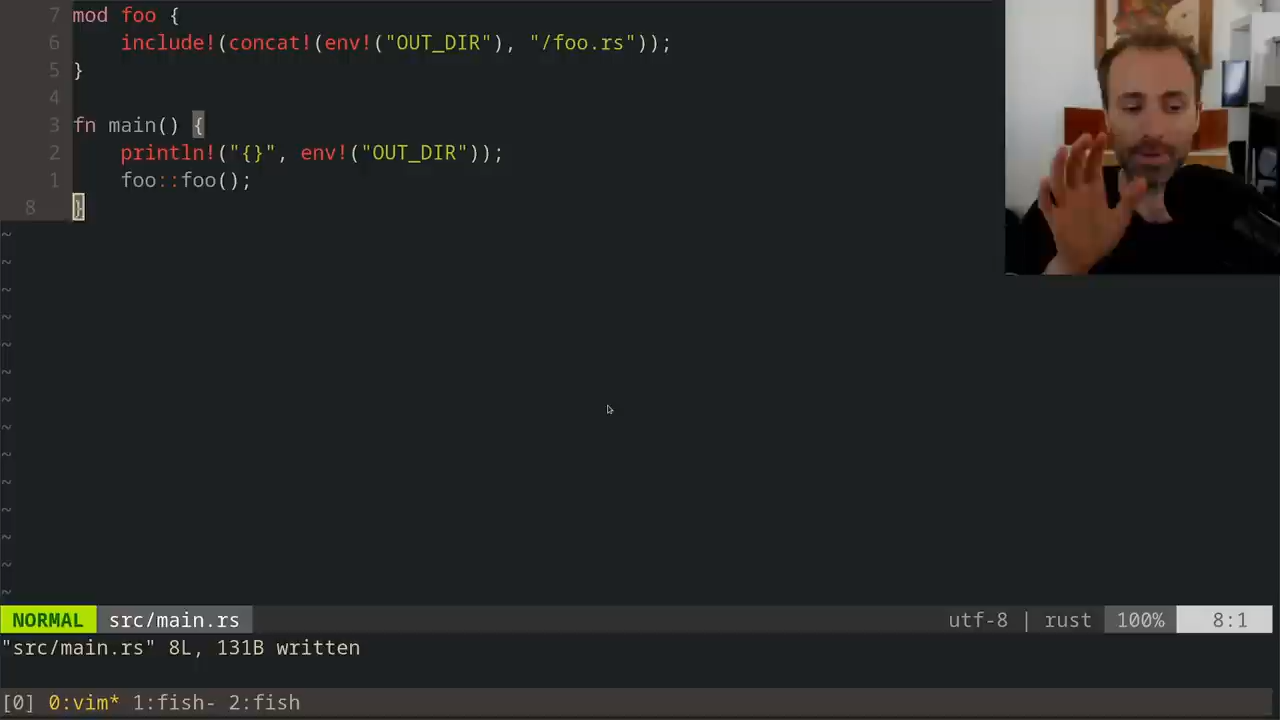 7 mod foo {
6     include!(concat!(env!("OUT_DIR"), "/foo.rs"));
5 }
4
3 fn main() {
2     println!("{}", env!("OUT_DIR"));
1     foo::foo();
8 }
~
~
~
~
~
~
~
~
~
~
~
~
~
~
NORMAL src/main.rs utf-8 | rust 100% 8:1
"src/main.rs" 8L, 131B written
[0] 0:vim* 1:fish- 2:fish